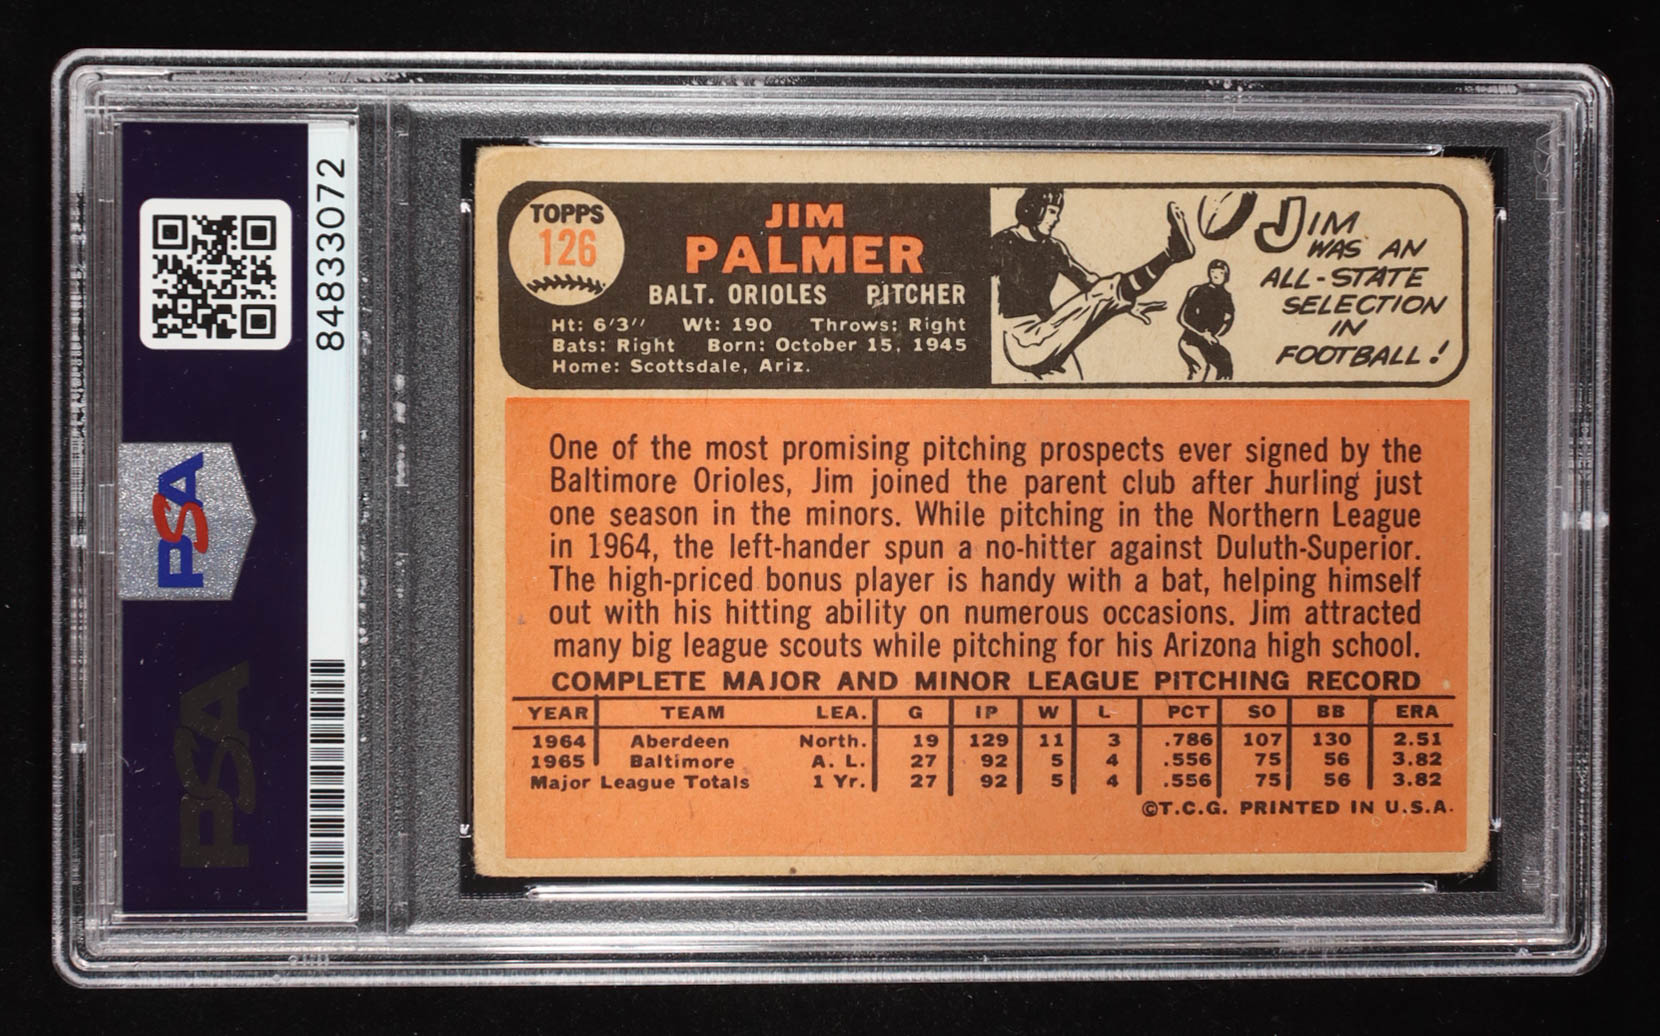 84833072
PSA
PSA
TOPPS
126
JIM
PALMER
BALT. ORIOLES PITCHER
Ht: 6'3" Wt: 190 Throws: Right
Bats: Right Born: October 15, 1945
Home: Scottsdale, Ariz.
JIM
WAS AN
ALL-STATE
SELECTION
IN
FOOTBALL!
One of the most promising pitching prospects ever signed by the
Baltimore Orioles, Jim joined the parent club after hurling just
one season in the minors. While pitching in the Northern League
in 1964, the left-hander spun a no-hitter against Duluth-Superior.
The high-priced bonus player is handy with a bat, helping himself
out with his hitting ability on numerous occasions. Jim attracted
many big league scouts while pitching for his Arizona high school.
COMPLETE MAJOR AND MINOR LEAGUE PITCHING RECORD
YEAR TEAM LEA. G IP W L PCT SO BB ERA
1964 Aberdeen North. 19 129 11 3 .786 107 130 2.51
1965 Baltimore A. L. 27 92 5 4 .556 75 56 3.82
Major League Totals 1 Yr. 27 92 5 4 .556 75 56 3.82
©T.C.G. PRINTED IN U.S.A.
PSA